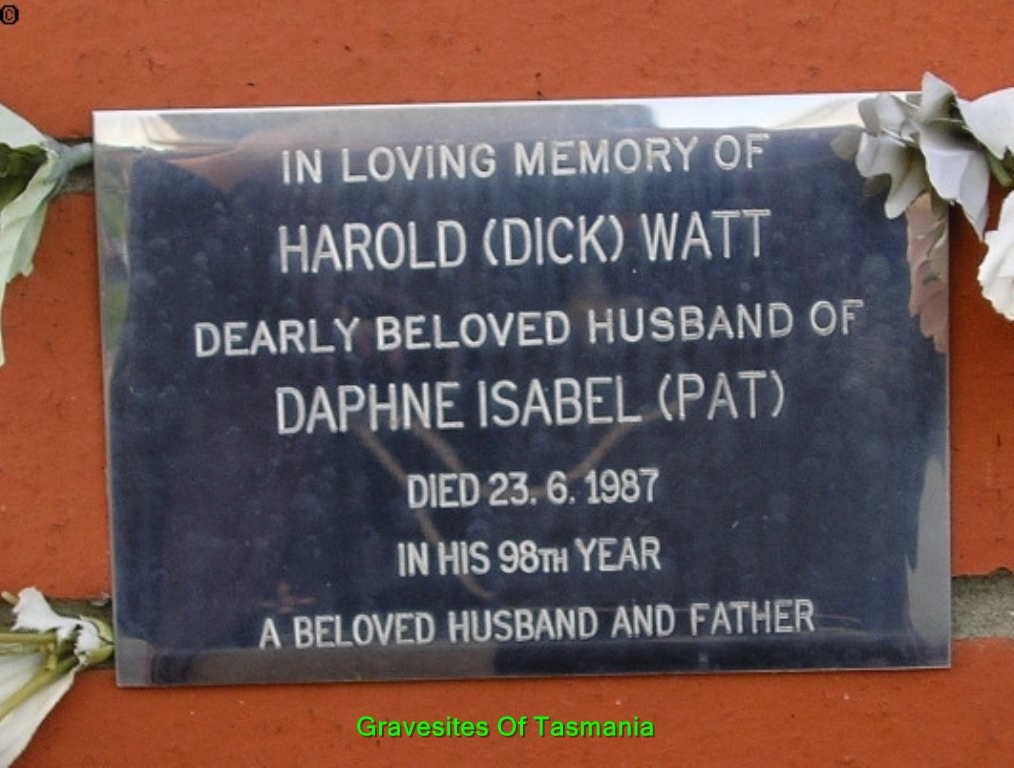 ©
IN LOVING MEMORY OF
HAROLD (DICK) WATT
DEARLY BELOVED HUSBAND OF
DAPHNE ISABEL (PAT)
DIED 23. 6. 1987
IN HIS 98TH YEAR
A BELOVED HUSBAND AND FATHER
Gravesites Of Tasmania